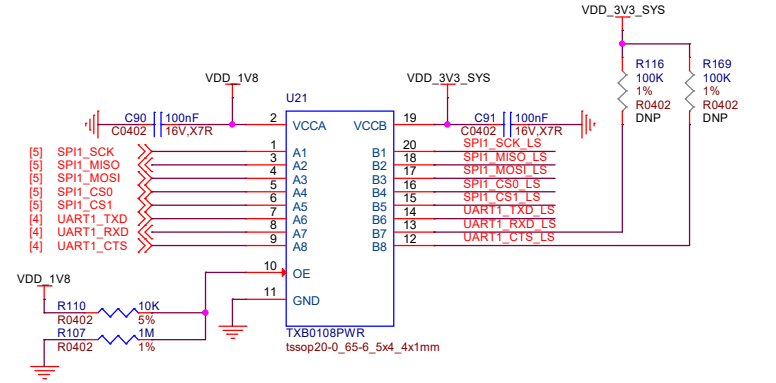 VDD_3V3_SYS
R116
100K
1%
R0402
DNP
R169
100K
1%
R0402
DNP
VDD_1V8
U21
VDD_3V3_SYS
C90 100nF
C0402 16V,X7R
2 VCCA
VCCB 19
C91 100nF
C0402 16V,X7R
[5] SPI1_SCK 1 A1 B1 20 SPI1_SCK_LS
[5] SPI1_MISO 3 A2 B2 18 SPI1_MISO_LS
[5] SPI1_MOSI 4 A3 B3 17 SPI1_MOSI_LS
[5] SPI1_CS0 5 A4 B4 16 SPI1_CS0_LS
[5] SPI1_CS1 6 A5 B5 15 SPI1_CS1_LS
[4] UART1_TXD 7 A6 B6 14 UART1_TXD_LS
[4] UART1_RXD 8 A7 B7 13 UART1_RXD_LS
[4] UART1_CTS 9 A8 B8 12 UART1_CTS_LS
10 OE
11 GND
VDD_1V8
R110 10K
R0402 5%
R107 1M
R0402 1%
TXB0108PWR
tssop20-0_65-6_5x4_4x1mm